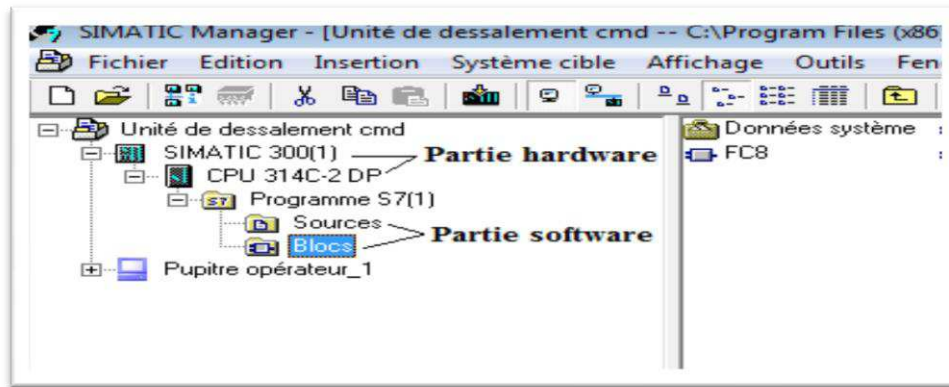 SIMATIC Manager - [Unité de dessalement cmd -- C:\Program Files (x86
Fichier Edition Insertion Système cible Affichage Outils Fen
Unité de dessalement cmd
SIMATIC 300(1)
Partie hardware
CPU 314C-2 DP
Programme S7(1)
Sources
Partie software
Blocs
Pupitre opérateur_1
Données système
FC8